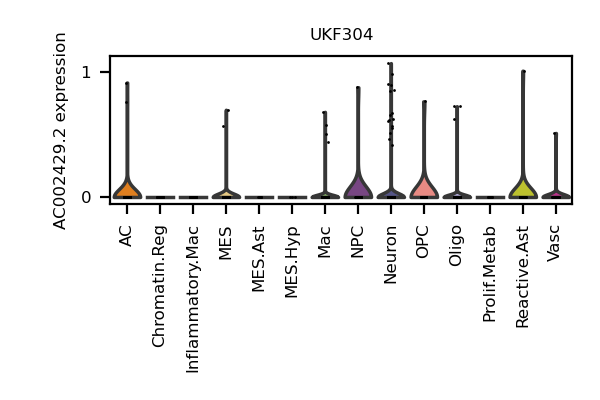 UKF304
AC002429.2 expression
1
0
AC
Chromatin.Reg
Inflammatory.Mac
MES
MES.Ast
MES.Hyp
Mac
NPC
Neuron
OPC
Oligo
Prolif.Metab
Reactive.Ast
Vasc